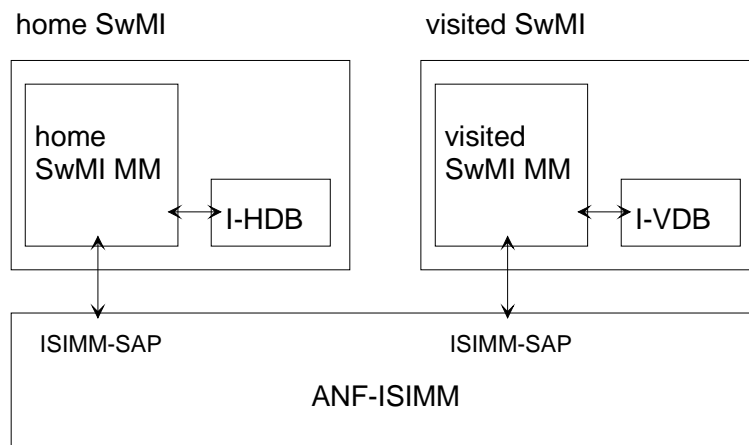 home SwMI
visited SwMI
home
SwMI MM
I-HDB
visited
SwMI MM
I-VDB
ISIMM-SAP
ISIMM-SAP
ANF-ISIMM